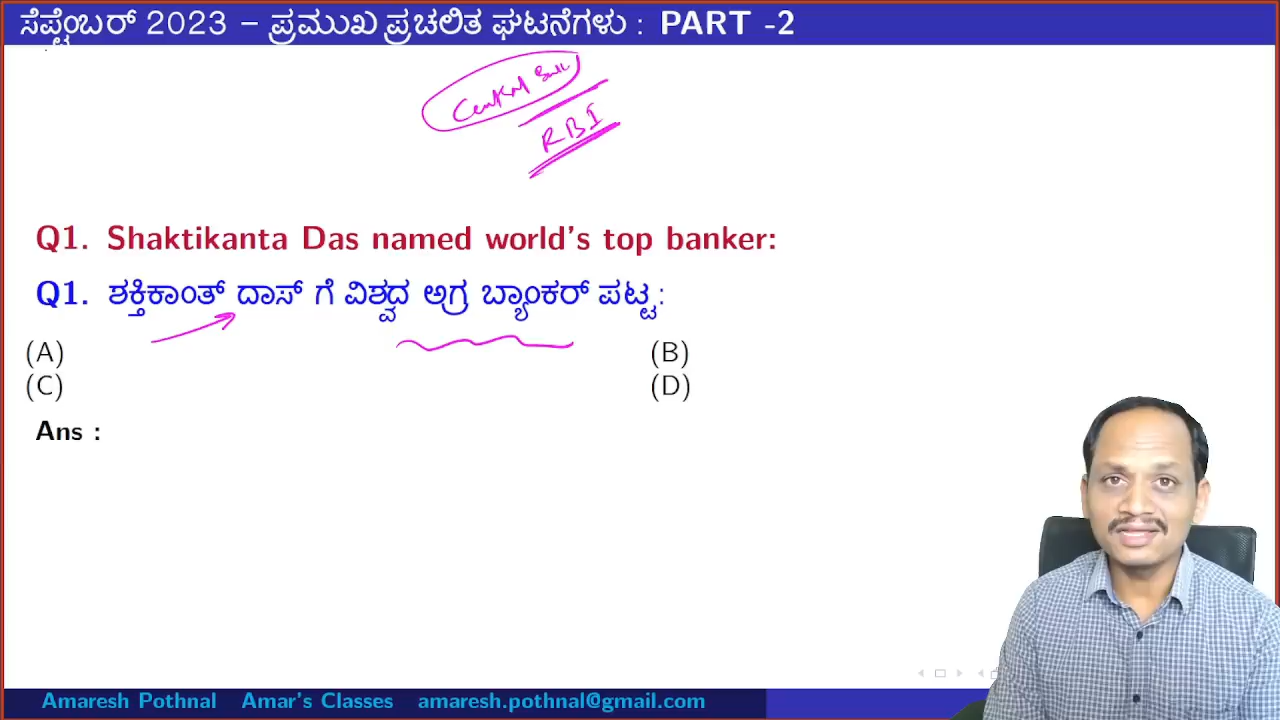 ಸೆಪ್ಟೆಂಬರ್ 2023 – ಪ್ರಮುಖ ಪ್ರಚಲಿತ ಘಟನೆಗಳು : PART -2
Central
RBI
Q1. Shaktikanta Das named world's top banker:
Q1. ಶಕ್ತಿಕಾಂತ್ ದಾಸ್ ಗೆ ವಿಶ್ವದ ಅಗ್ರ ಬ್ಯಾಂಕರ್ ಪಟ್ಟ:
(A) (B)
(C) (D)
Ans :
Amaresh Pothnal Amar's Classes amaresh.pothnal@gmail.com